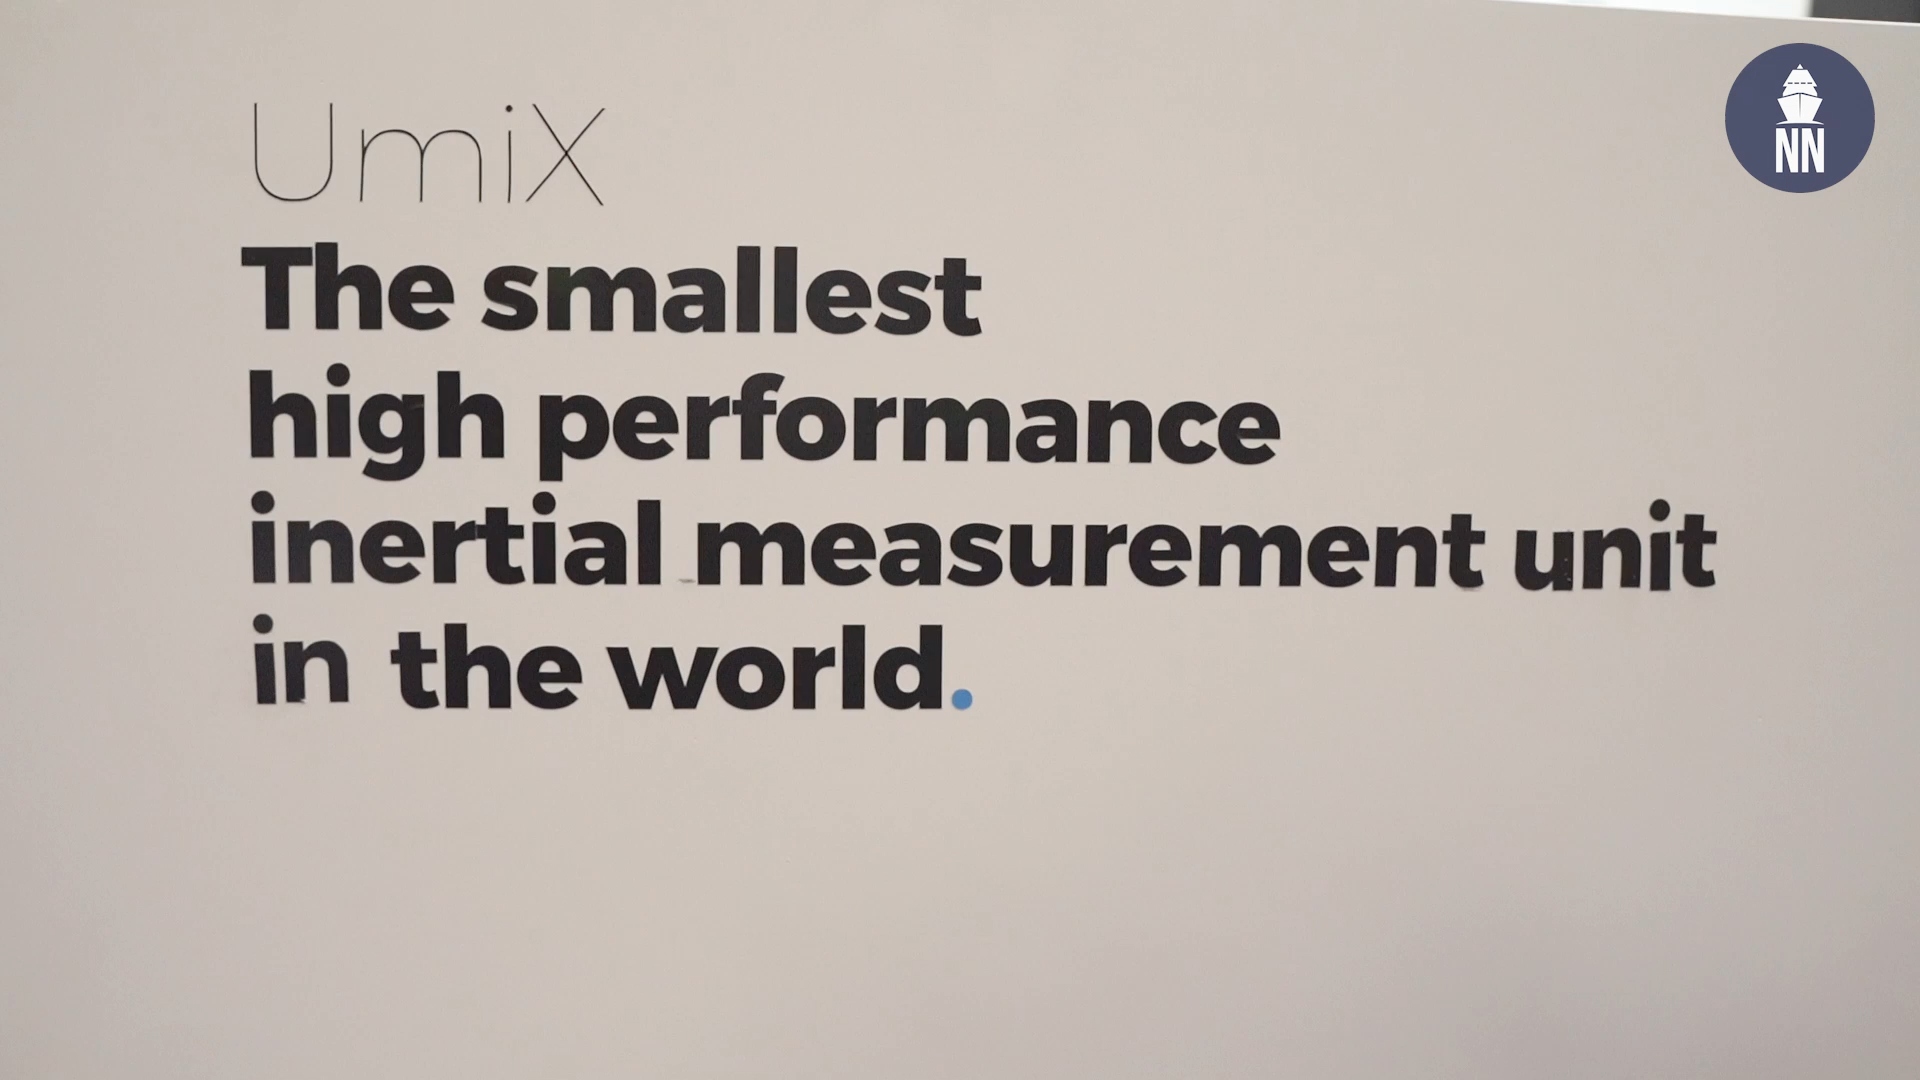 UmiX
The smallest
high performance
inertial measurement unit
in the world.
NN